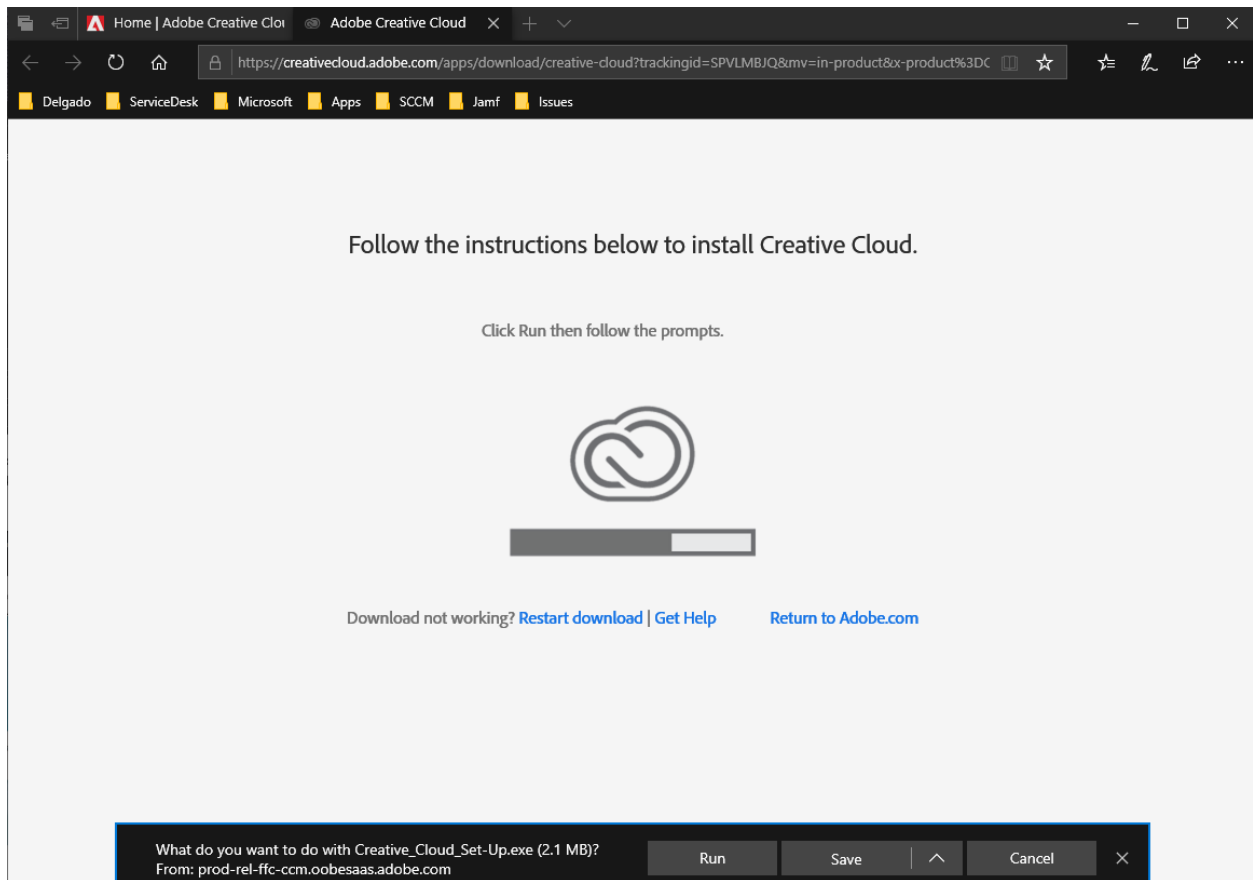 Home | Adobe Creative Clou
Adobe Creative Cloud
https://creativecloud.adobe.com/apps/download/creative-cloud?trackingid=SPVLMBJQ&mv=in-product&x-product%3DC
Delgado ServiceDesk Microsoft Apps SCCM Jamf Issues
Follow the instructions below to install Creative Cloud.
Click Run then follow the prompts.
Download not working? Restart download | Get Help Return to Adobe.com
What do you want to do with Creative_Cloud_Set-Up.exe (2.1 MB)?
From: prod-rel-ffc-ccm.oobesaas.adobe.com
Run Save Cancel